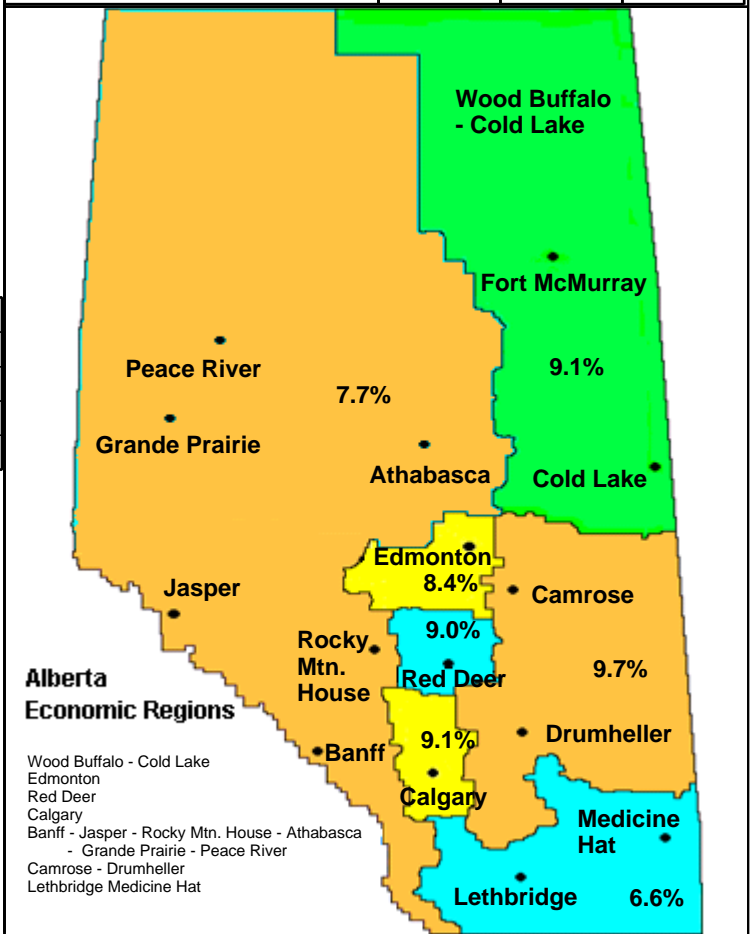 Wood Buffalo
- Cold Lake
Fort McMurray
9.1%
Peace River
7.7%
Grande Prairie
Athabasca
Cold Lake
Edmonton
8.4%
Jasper
Camrose
9.0%
Rocky
Mtn.
House
9.7%
Red Deer
Alberta
Economic Regions
Drumheller
9.1%
Banff
Calgary
Wood Buffalo - Cold Lake
Edmonton
Red Deer
Calgary
Banff - Jasper - Rocky Mtn. House - Athabasca
- Grande Prairie - Peace River
Camrose - Drumheller
Lethbridge Medicine Hat
Medicine
Hat
Lethbridge
6.6%